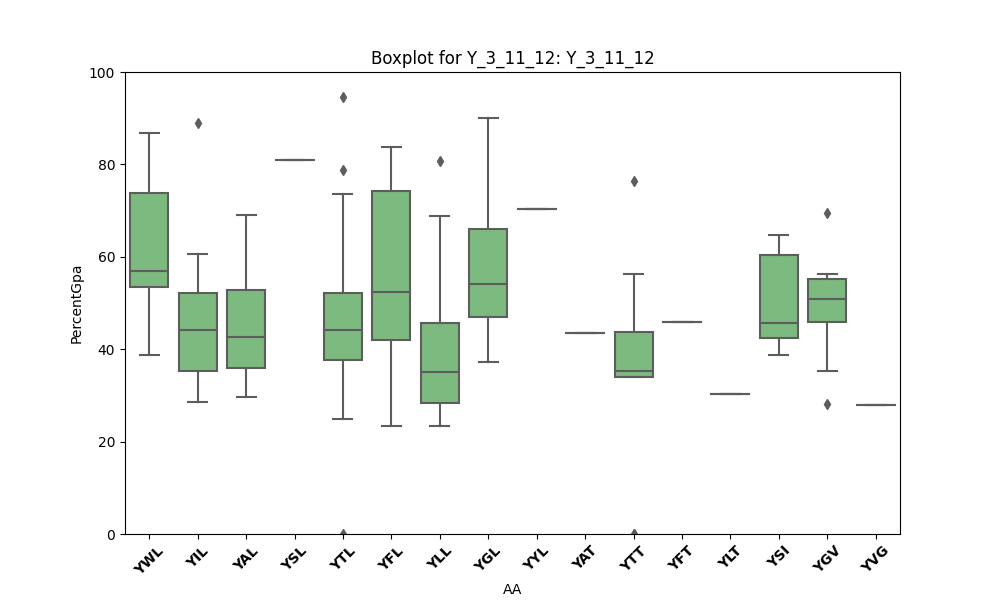 Boxplot for Y_3_11_12: Y_3_11_12
100
80
60
40
20
0
PercentGpa
YWL YIL YAL YSL YTL YFL YLL YGL YYL YAT YTT YFT YLT YSI YGV YVG
AA